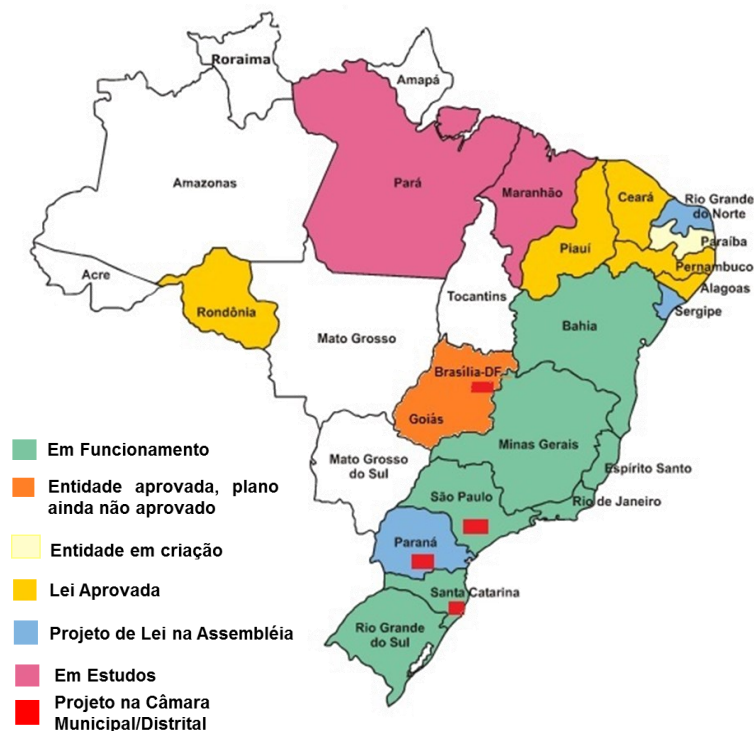 Roraima
Amapá
Amazonas
Pará
Maranhão
Ceará
Rio Grande
do Norte
Paraíba
Piauí
Pernambuco
Alagoas
Sergipe
Acre
Rondônia
Tocantins
Bahia
Mato Grosso
Brasília-DF
Goiás
Minas Gerais
Mato Grosso
do Sul
Espírito Santo
São Paulo
Rio de Janeiro
Paraná
Santa Catarina
Rio Grande
do Sul
Em Funcionamento
Entidade aprovada, plano
ainda não aprovado
Entidade em criação
Lei Aprovada
Projeto de Lei na Assembléia
Em Estudos
Projeto na Câmara
Municipal/Distrital